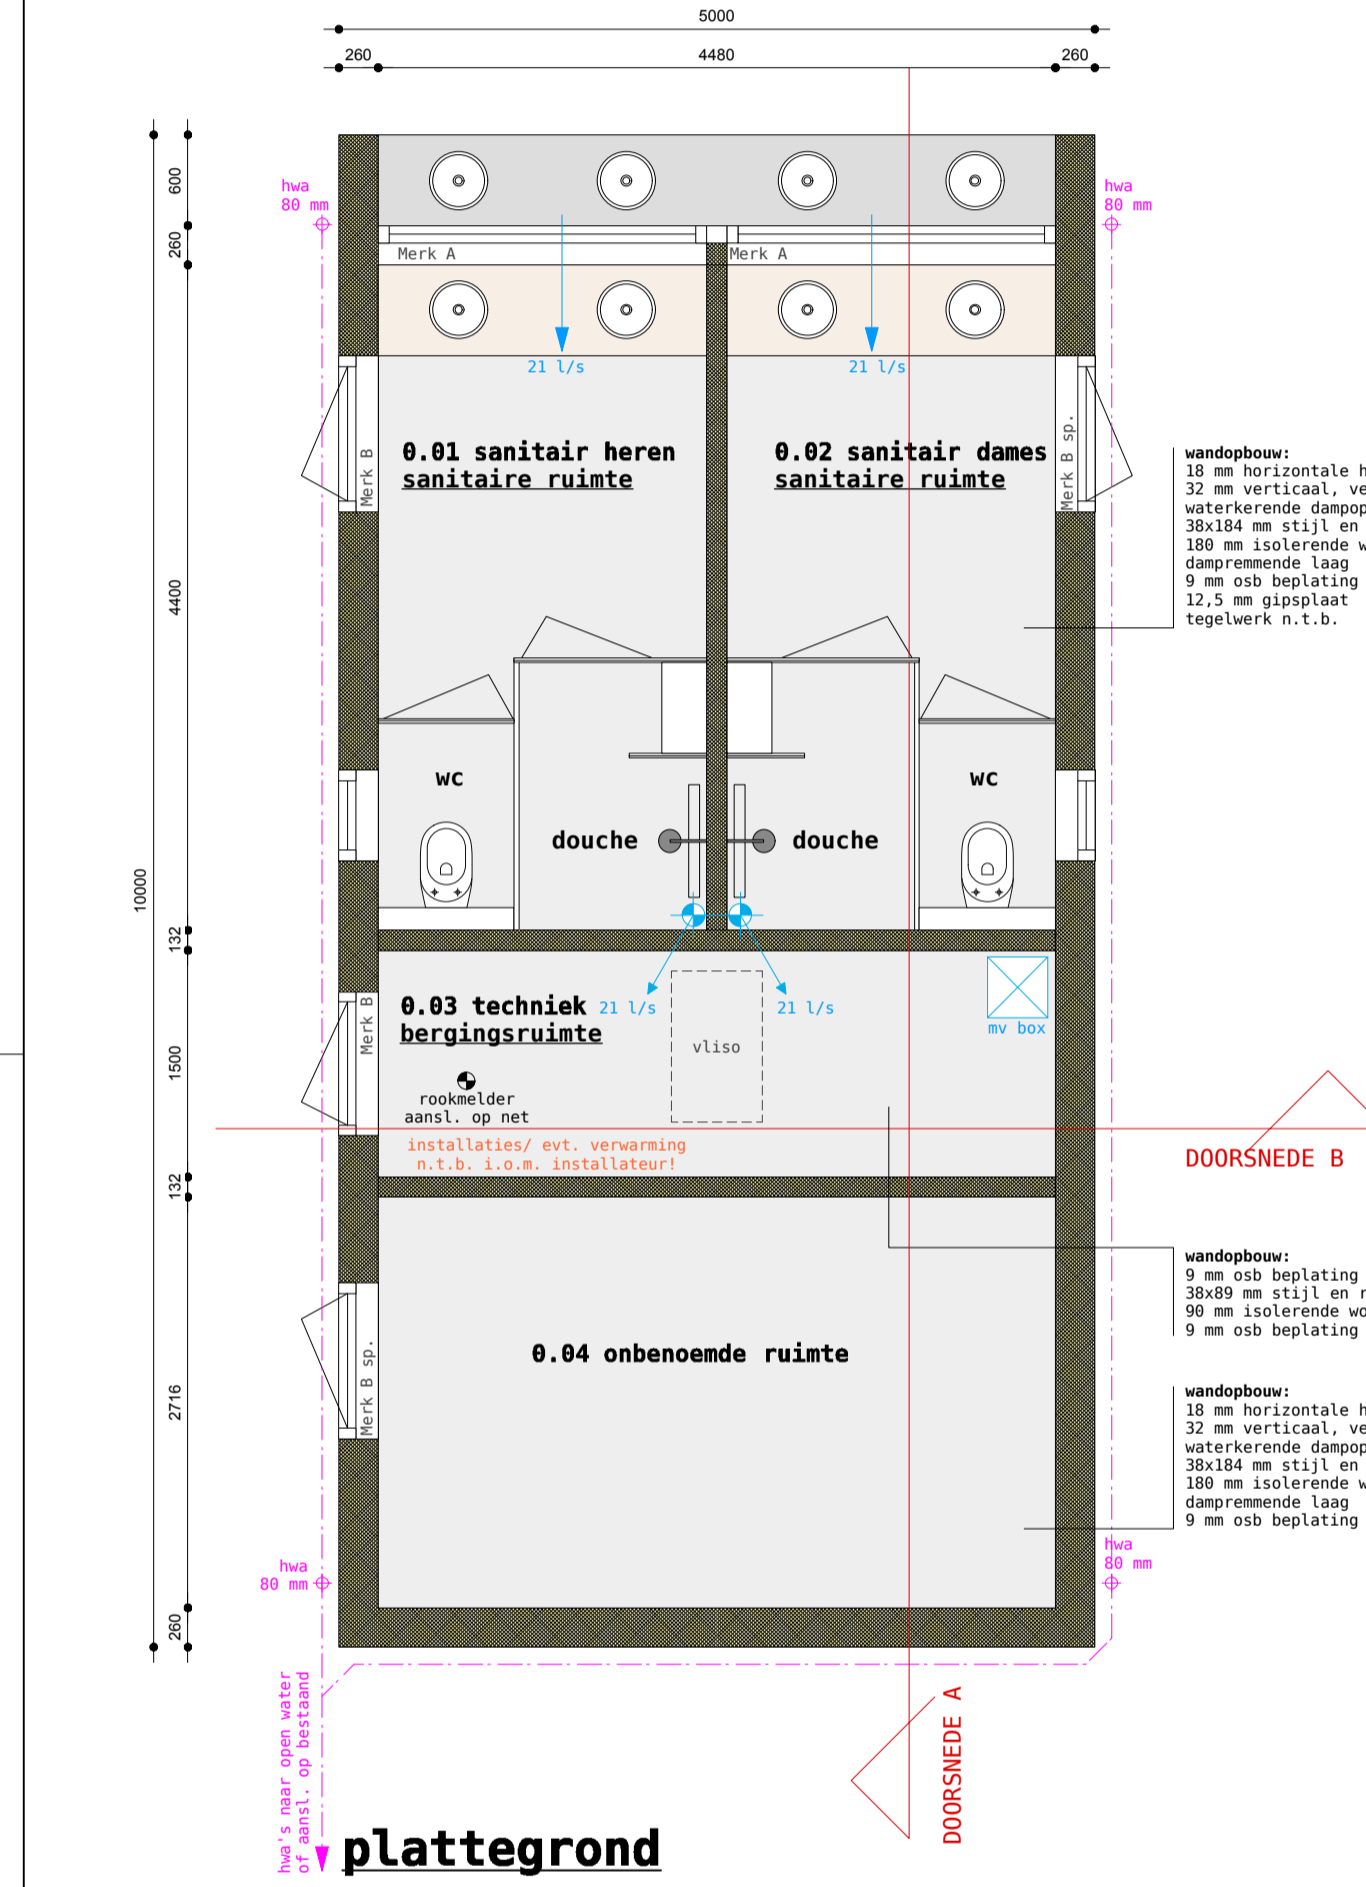 5000
260
4480
260
600
260
4400
10000
132
1500
132
2716
260
hwa
80 mm
hwa
80 mm
Merk A
Merk A
21 l/s
21 l/s
0.01 sanitair heren
sanitaire ruimte
0.02 sanitair dames
sanitaire ruimte
Merk B
Merk B sp.
wandopbouw:
18 mm horizontale h
32 mm verticaal, ve
waterkerende dampop
38x184 mm stijl en
180 mm isolerende w
dampremmende laag
9 mm osb beplating
12,5 mm gipsplaat
tegelwerk n.t.b.
wc
wc
douche
douche
0.03 techniek
bergingsruimte
21 l/s
21 l/s
Merk B
vliso
mv box
rookmelder
aansl. op net
installaties/ evt. verwarming
n.t.b. i.o.m. installateur!
DOORSNEDE B
wandopbouw:
9 mm osb beplating
38x89 mm stijl en r
90 mm isolerende wo
9 mm osb beplating
0.04 onbenoemde ruimte
Merk B sp.
wandopbouw:
18 mm horizontale h
32 mm verticaal, ve
waterkerende dampop
38x184 mm stijl en
180 mm isolerende w
dampremmende laag
9 mm osb beplating
hwa
80 mm
hwa
80 mm
hwa's naar open water
of aansl. op bestaand
DOORSNEDE A
plattegrond